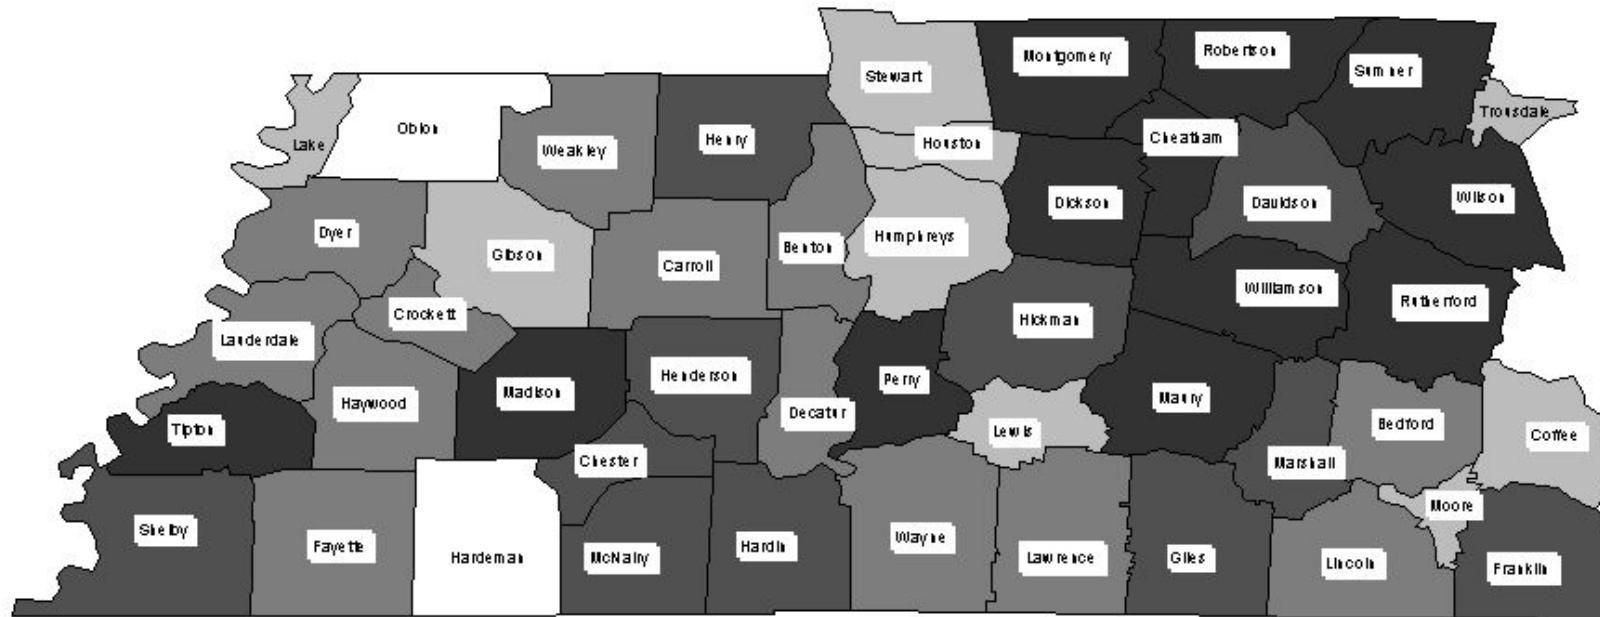 Montgomery
Robertson
Sumner
Stewart
Trousdale
Obion
Cheatham
Henry
Houston
Lake
Weakley
Wilson
Dickson
Davidson
Dyer
Humphreys
Benton
Gibson
Carroll
Williamson
Rutherford
Crockett
Hickman
Lauderdale
Henderson
Perry
Madison
Maury
Haywood
Decatur
Bedford
Tipton
Lewis
Coffee
Chester
Marshall
Moore
Shelby
Wayne
Fayette
Hardin
Hardeman
McNairy
Lawrence
Giles
Lincoln
Franklin